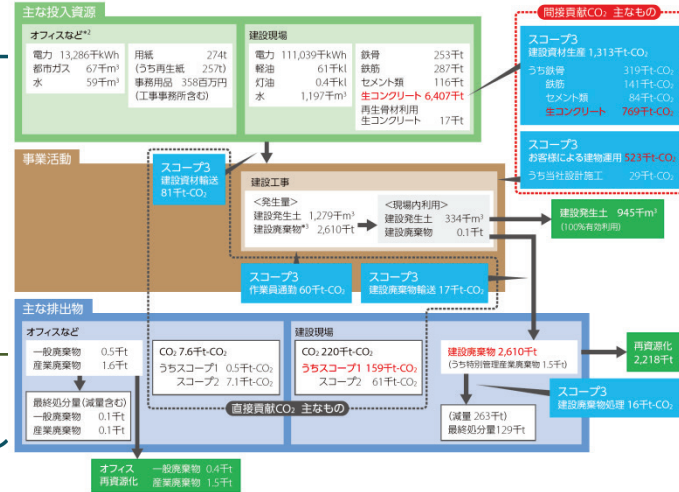 主な投入資源
オフィスなど*2
電力 13,286千kWh
都市ガス 67千m³
水 59千m³
用紙 274t
(うち再生紙 257t)
事務用品 358百万円
(工事事務所含む)
建設現場
電力 111,039千kWh
軽油 61千kl
灯油 0.4千kl
水 1,197千m³
鉄骨 253千t
鉄筋 287千t
セメント類 116千t
生コンクリート 6,407千t
再生骨材利用
生コンクリート 17千t
間接貢献CO₂ 主なもの
スコープ3
建設資材生産 1,313千t-CO₂
うち鉄骨 319千t-CO₂
鉄筋 141千t-CO₂
セメント類 84千t-CO₂
生コンクリート 769千t-CO₂
スコープ3
お客様による建物運用 523千t-CO₂
うち当社設計施工 29千t-CO₂
事業活動
スコープ3
建設資材輸送
81千t-CO₂
建設工事
<発生量>
建設発生土 1,279千m³
建設廃棄物*3 2,610千t
<現場内利用>
建設発生土 334千m³
建設廃棄物 0.1千t
建設発生土 945千m³
(100%有効利用)
スコープ3
作業員通勤 60千t-CO₂
スコープ3
建設廃棄物輸送 17千t-CO₂
主な排出物
オフィスなど
一般廃棄物 0.5千t
産業廃棄物 1.6千t
最終処分量(減量含む)
一般廃棄物 0.1千t
産業廃棄物 0.1千t
CO₂ 7.6千t-CO₂
うちスコープ1 0.5千t-CO₂
スコープ2 7.1千t-CO₂
建設現場
CO₂ 220千t-CO₂
うちスコープ1 159千t-CO₂
スコープ2 61千t-CO₂
直接貢献CO₂ 主なもの
建設廃棄物 2,610千t
(うち特別管理産業廃棄物 1.5千t)
(減量 263千t)
最終処分量129千t
再資源化
2,218千t
スコープ3
建設廃棄物処理 16千t-CO₂
オフィス 一般廃棄物 0.4千t
再資源化 産業廃棄物 1.5千t